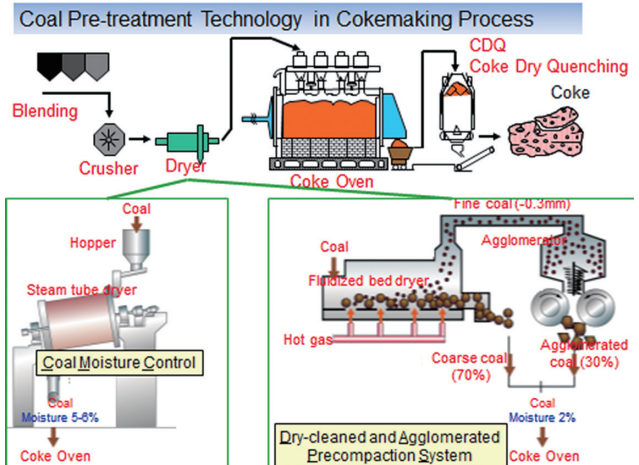 Coal Pre-treatment Technology in Cokemaking Process
Blending
Crusher
Dryer
Coke Oven
CDQ
Coke Dry Quenching
Coke
Coal
Hopper
Steam tube dryer
Coal Moisture Control
Coal
Moisture 5-6%
Coke Oven
Fine coal (-0.3mm)
Agglomerator
Coal
Fluidized bed dryer
Hot gas
Coarse coal
(70%)
Agglomerated
coal (30%)
Coal
Moisture 2%
Dry-cleaned and Agglomerated
Precompaction System
Coke Oven